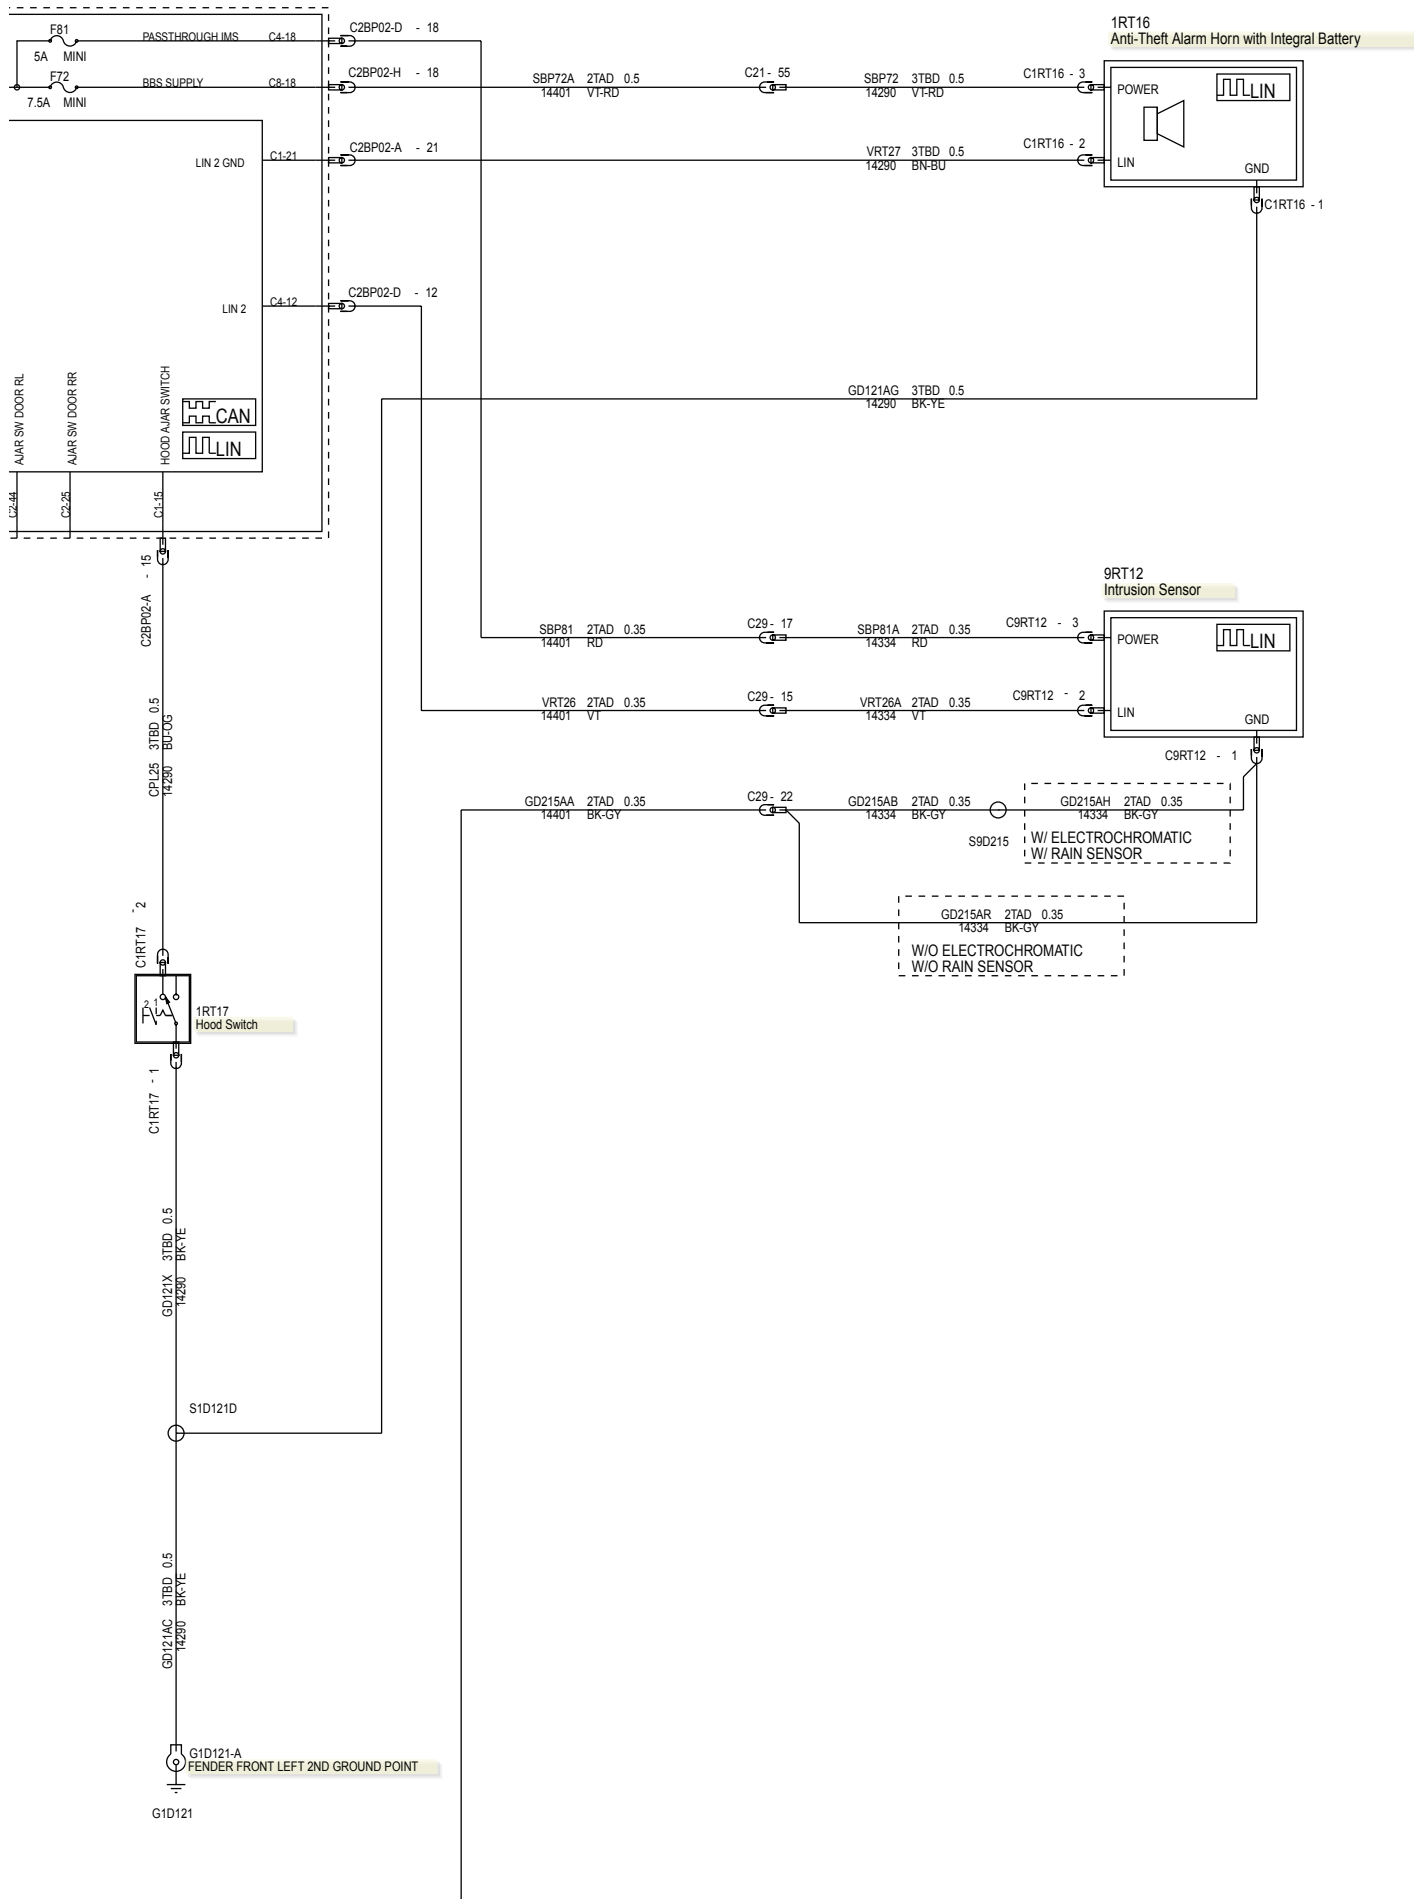 F81
5A MINI
PASSTHROUGH IMS
C4-18
C2BP02-D - 18
F72
7.5A MINI
BBS SUPPLY
C8-18
C2BP02-H - 18
SBP72A 2TAD 0.5
14401 VT-RD
C21 - 55
SBP72 3TBD 0.5
14290 VT-RD
C1RT16 - 3
1RT16
Anti-Theft Alarm Horn with Integral Battery
POWER
LIN
LIN
GND
C1RT16 - 1
LIN 2 GND
C1-21
C2BP02-A - 21
VRT27 3TBD 0.5
14290 BN-BU
C1RT16 - 2
LIN 2
C4-12
C2BP02-D - 12
AJAR SW DOOR RL
AJAR SW DOOR RR
HOOD AJAR SWITCH
CAN
LIN
C2-44
C2-25
C1-15
GD121AG 3TBD 0.5
14290 BK-YE
C2BP02-A - 15
9RT12
Intrusion Sensor
SBP81 2TAD 0.35
14401 RD
C29 - 17
SBP81A 2TAD 0.35
14334 RD
C9RT12 - 3
POWER
LIN
VRT26 2TAD 0.35
14401 VT
C29 - 15
VRT26A 2TAD 0.35
14334 VT
C9RT12 - 2
LIN
GND
C9RT12 - 1
CPL25 3TBD 0.5
14290 BU-OG
GD215AA 2TAD 0.35
14401 BK-GY
C29 - 22
GD215AB 2TAD 0.35
14334 BK-GY
S9D215
GD215AH 2TAD 0.35
14334 BK-GY
W/ ELECTROCHROMATIC
W/ RAIN SENSOR
GD215AR 2TAD 0.35
14334 BK-GY
W/O ELECTROCHROMATIC
W/O RAIN SENSOR
C1RT17 - 2
2 1
1RT17
Hood Switch
C1RT17 - 1
GD121X 3TBD 0.5
14290 BK-YE
S1D121D
GD121AC 3TBD 0.5
14290 BK-YE
G1D121-A
FENDER FRONT LEFT 2ND GROUND POINT
G1D121